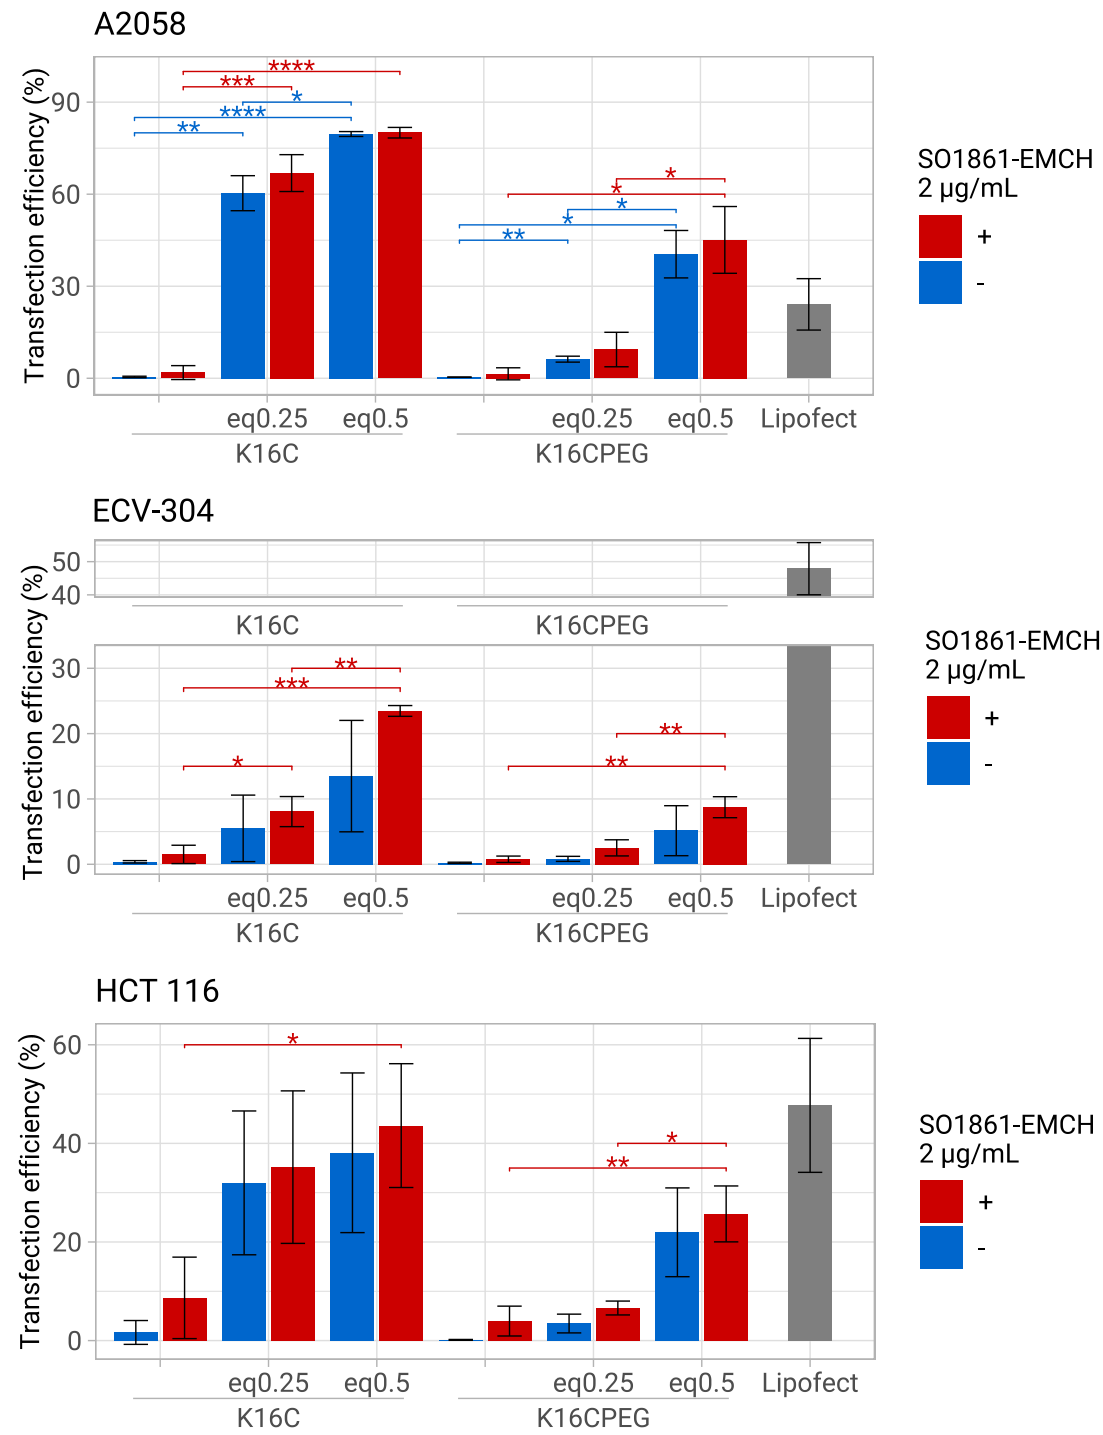 A2058
Transfection efficiency (%)
90
60
30
0
****
***
*
****
**
*
*
*
*
**
eq0.25 eq0.5 eq0.25 eq0.5 Lipofect
K16C K16CPEG
SO1861-EMCH
2 µg/mL
+
-
ECV-304
Transfection efficiency (%)
50
40
K16C K16CPEG
30
20
10
0
**
***
*
**
**
eq0.25 eq0.5 eq0.25 eq0.5 Lipofect
K16C K16CPEG
SO1861-EMCH
2 µg/mL
+
-
HCT 116
Transfection efficiency (%)
60
40
20
0
*
*
**
eq0.25 eq0.5 eq0.25 eq0.5 Lipofect
K16C K16CPEG
SO1861-EMCH
2 µg/mL
+
-